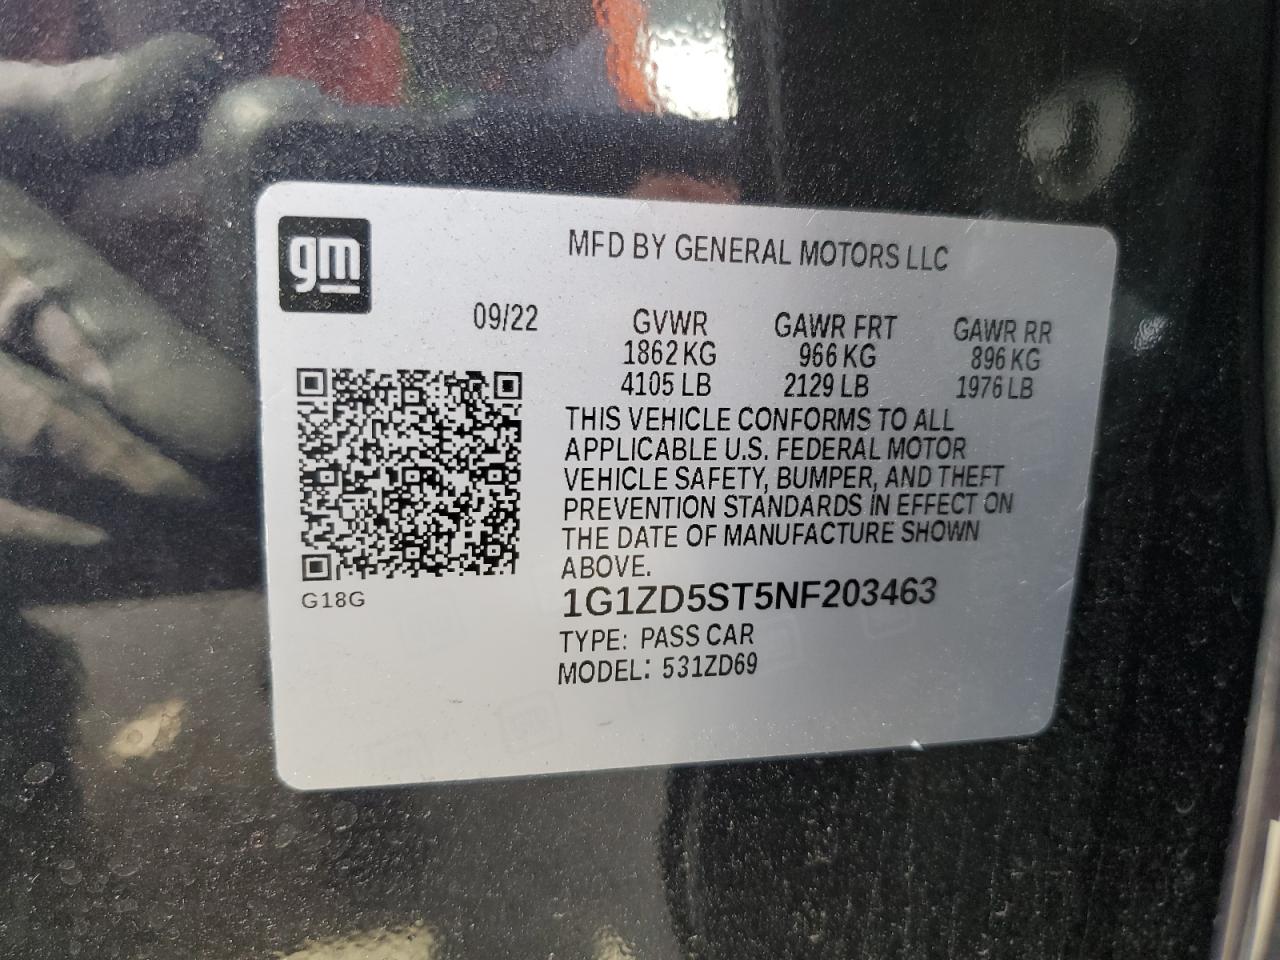 gm
MFD BY GENERAL MOTORS LLC
09/22
GVWR GAWR FRT GAWR RR
1862 KG 966 KG 896 KG
4105 LB 2129 LB 1976 LB
THIS VEHICLE CONFORMS TO ALL
APPLICABLE U.S. FEDERAL MOTOR
VEHICLE SAFETY, BUMPER, AND THEFT
PREVENTION STANDARDS IN EFFECT ON
THE DATE OF MANUFACTURE SHOWN
ABOVE.
G18G
1G1ZD5ST5NF203463
TYPE: PASS CAR
MODEL: 531ZD69